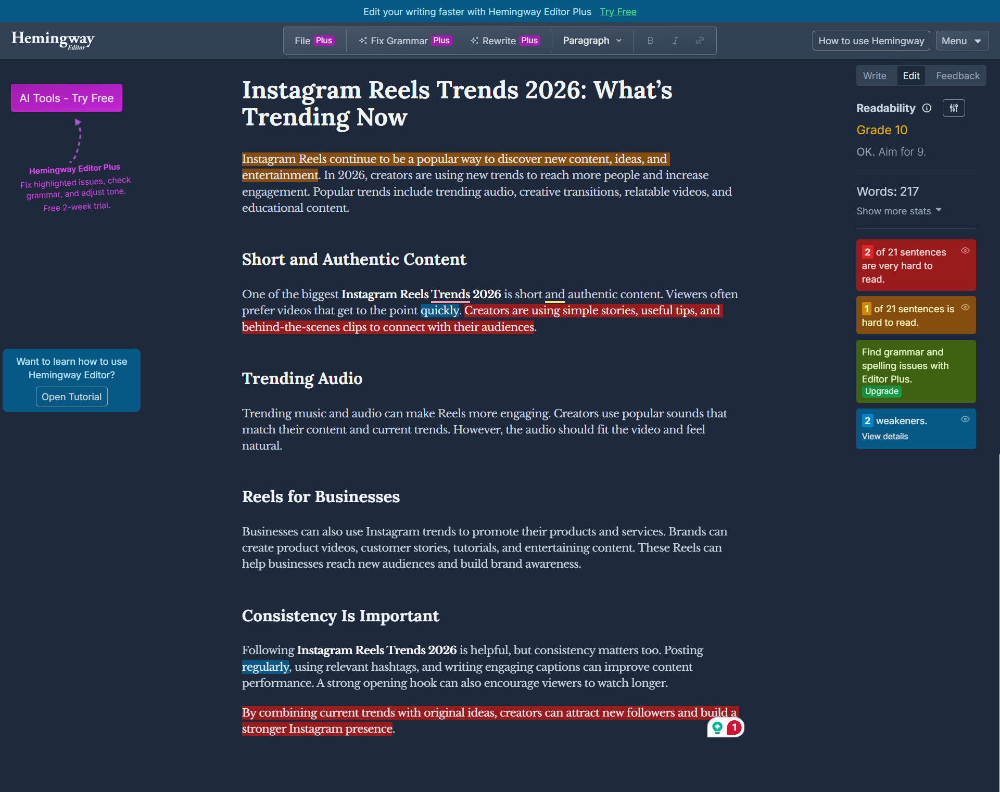 Edit your writing faster with Hemingway Editor Plus Try Free
Hemingway
Editor
File Plus
Fix Grammar Plus
Rewrite Plus
Paragraph
B
I
How to use Hemingway
Menu
AI Tools - Try Free
Hemingway Editor Plus
Fix highlighted issues, check
grammar, and adjust tone.
Free 2-week trial.
Want to learn how to use
Hemingway Editor?
Open Tutorial
Instagram Reels Trends 2026: What’s
Trending Now
Instagram Reels continue to be a popular way to discover new content, ideas, and
entertainment. In 2026, creators are using new trends to reach more people and increase
engagement. Popular trends include trending audio, creative transitions, relatable videos, and
educational content.
Short and Authentic Content
One of the biggest Instagram Reels Trends 2026 is short and authentic content. Viewers often
prefer videos that get to the point quickly. Creators are using simple stories, useful tips, and
behind-the-scenes clips to connect with their audiences.
Trending Audio
Trending music and audio can make Reels more engaging. Creators use popular sounds that
match their content and current trends. However, the audio should fit the video and feel
natural.
Reels for Businesses
Businesses can also use Instagram trends to promote their products and services. Brands can
create product videos, customer stories, tutorials, and entertaining content. These Reels can
help businesses reach new audiences and build brand awareness.
Consistency Is Important
Following Instagram Reels Trends 2026 is helpful, but consistency matters too. Posting
regularly, using relevant hashtags, and writing engaging captions can improve content
performance. A strong opening hook can also encourage viewers to watch longer.
By combining current trends with original ideas, creators can attract new followers and build a
stronger Instagram presence.
1
Write
Edit
Feedback
Readability
Grade 10
OK. Aim for 9.
Words: 217
Show more stats
2 of 21 sentences
are very hard to
read.
1 of 21 sentences is
hard to read.
Find grammar and
spelling issues with
Editor Plus.
Upgrade
2 weakeners.
View details